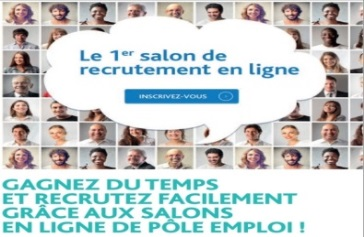 Le 1er salon de
recrutement en ligne
INSCRIVEZ-VOUS
GAGNEZ DU TEMPS
ET RECRUTEZ FACILEMENT
GRÂCE AUX SALONS
EN LIGNE DE PÔLE EMPLOI !